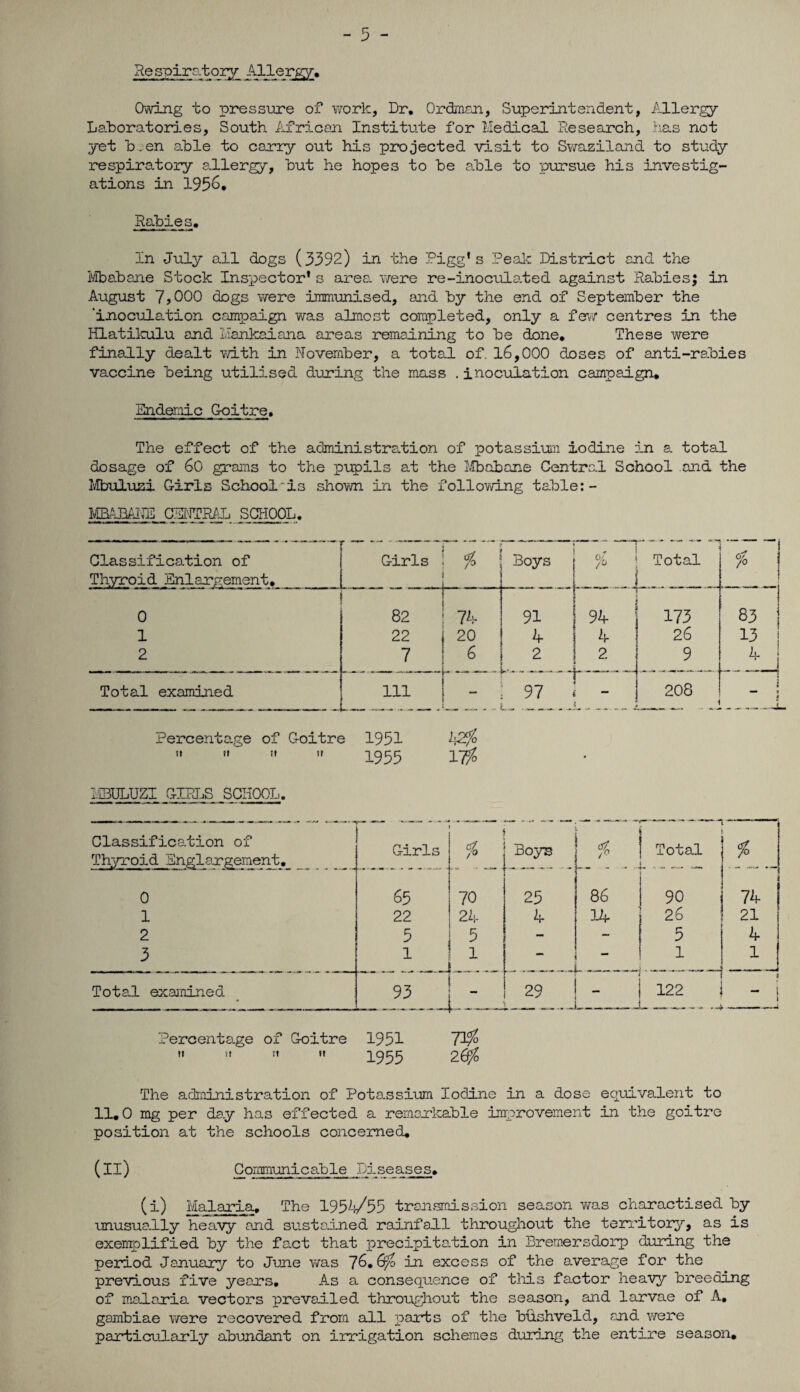 - 5 -
Respiratory Allergy.
Owing to pressure of work, Dr. Ordman, Superintendent, Allergy
Laboratories, South African Institute for Medical Research, has not
yet been able to carry out his projected visit to Swaziland to study
respiratory allergy, but he hopes to be able to pursue his investig-
ations in 1956.
Rabies.
In July all dogs (3392) in the Pigg's Peak District and the
Mbabane Stock Inspector's area were re-inoculated against Rabies; in
August 7,000 dogs were immunised, and by the end of September the
inoculation campaign was almost completed, only a few centres in the
Hlatikulu and Mankaiana areas remaining to be done. These were
finally dealt with in November, a total of. 16,000 doses of anti-rabies
vaccine being utilised during the mass .inoculation campaign.
Endemic Goitre.
The effect of the administration of potassium iodine in a total
dosage of 60 grams to the pupils at the Mbabane Central School .and the
Mbuluzi Girls School is shown in the following table:-
MBABANE CENTRAL SCHOOL.
Classification of Girls % Boys % Total %
Thyroid Enlargement.
0 82 74 91 94 173 83
1 22 20 4 4 26 13
2 7 6 2 2 9 4
Total examined 111 - 97 - 208 -
Percentage of Goitre 1951 42%
" " " " 1955 17%
MBULUZI GIRLS SCHOOL.
Classification of Girls % Boys % Total %
Thyroid Englargement.
0 65 70 25 86 90 74
1 22 24 4 14 26 21
2 5 5 - - 5 4
3 1 1 - - 1 1
Total examined 93 - 29 - 122 -
Percentage of Goitre 1951 71%
" " " " 1955 26%
The administration of Potassium Iodine in a dose equivalent to
11.0 mg per day has effected a remarkable improvement in the goitre
position at the schools concerned.
(II) Communicable Diseases.
(i) Malaria. The 1954/55 transmission season was charactised by
unusually heavy and sustained rainfall throughout the territory, as is
exemplified by the fact that precipitation in Bremersdorp during the
period January to June was 76.6% in excess of the average for the
previous five years. As a consequence of this factor heavy breeding
of malaria vectors prevailed throughout the season, and larvae of A.
gambiae were recovered from all parts of the bushveld, and were
particularly abundant on irrigation schemes during the entire season.